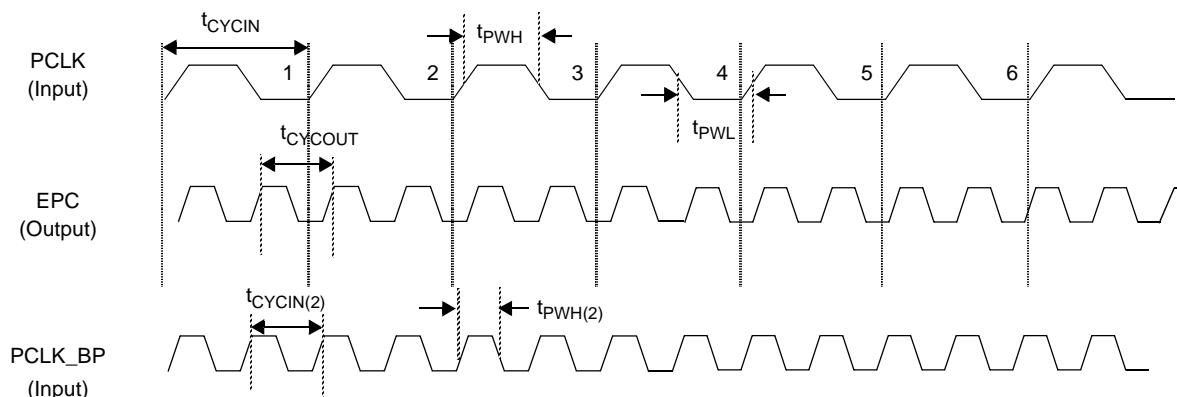 tCYCIN
tPWH
PCLK
(Input)
1 2 3 4 5 6
tPWL
tCYCOUT
EPC
(Output)
tCYCIN(2)
tPWH(2)
PCLK_BP
(Input)